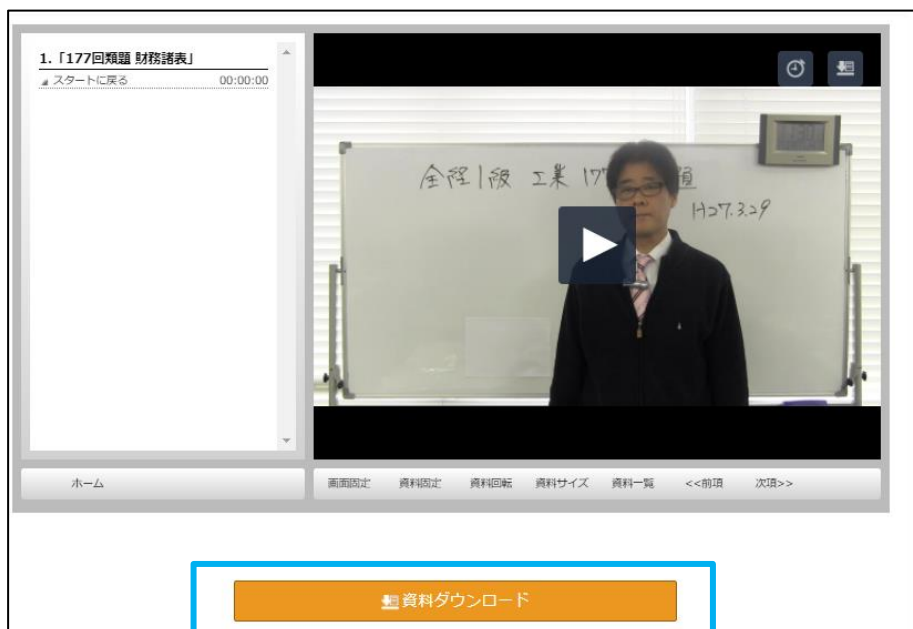 1.「177回類題 財務諸表」
スタートに戻る 00:00:00
全経1級 工業 17
H27.3.29
ホーム
画面固定 資料固定 資料回転 資料サイズ 資料一覧 <<前項 次項>>
資料ダウンロード